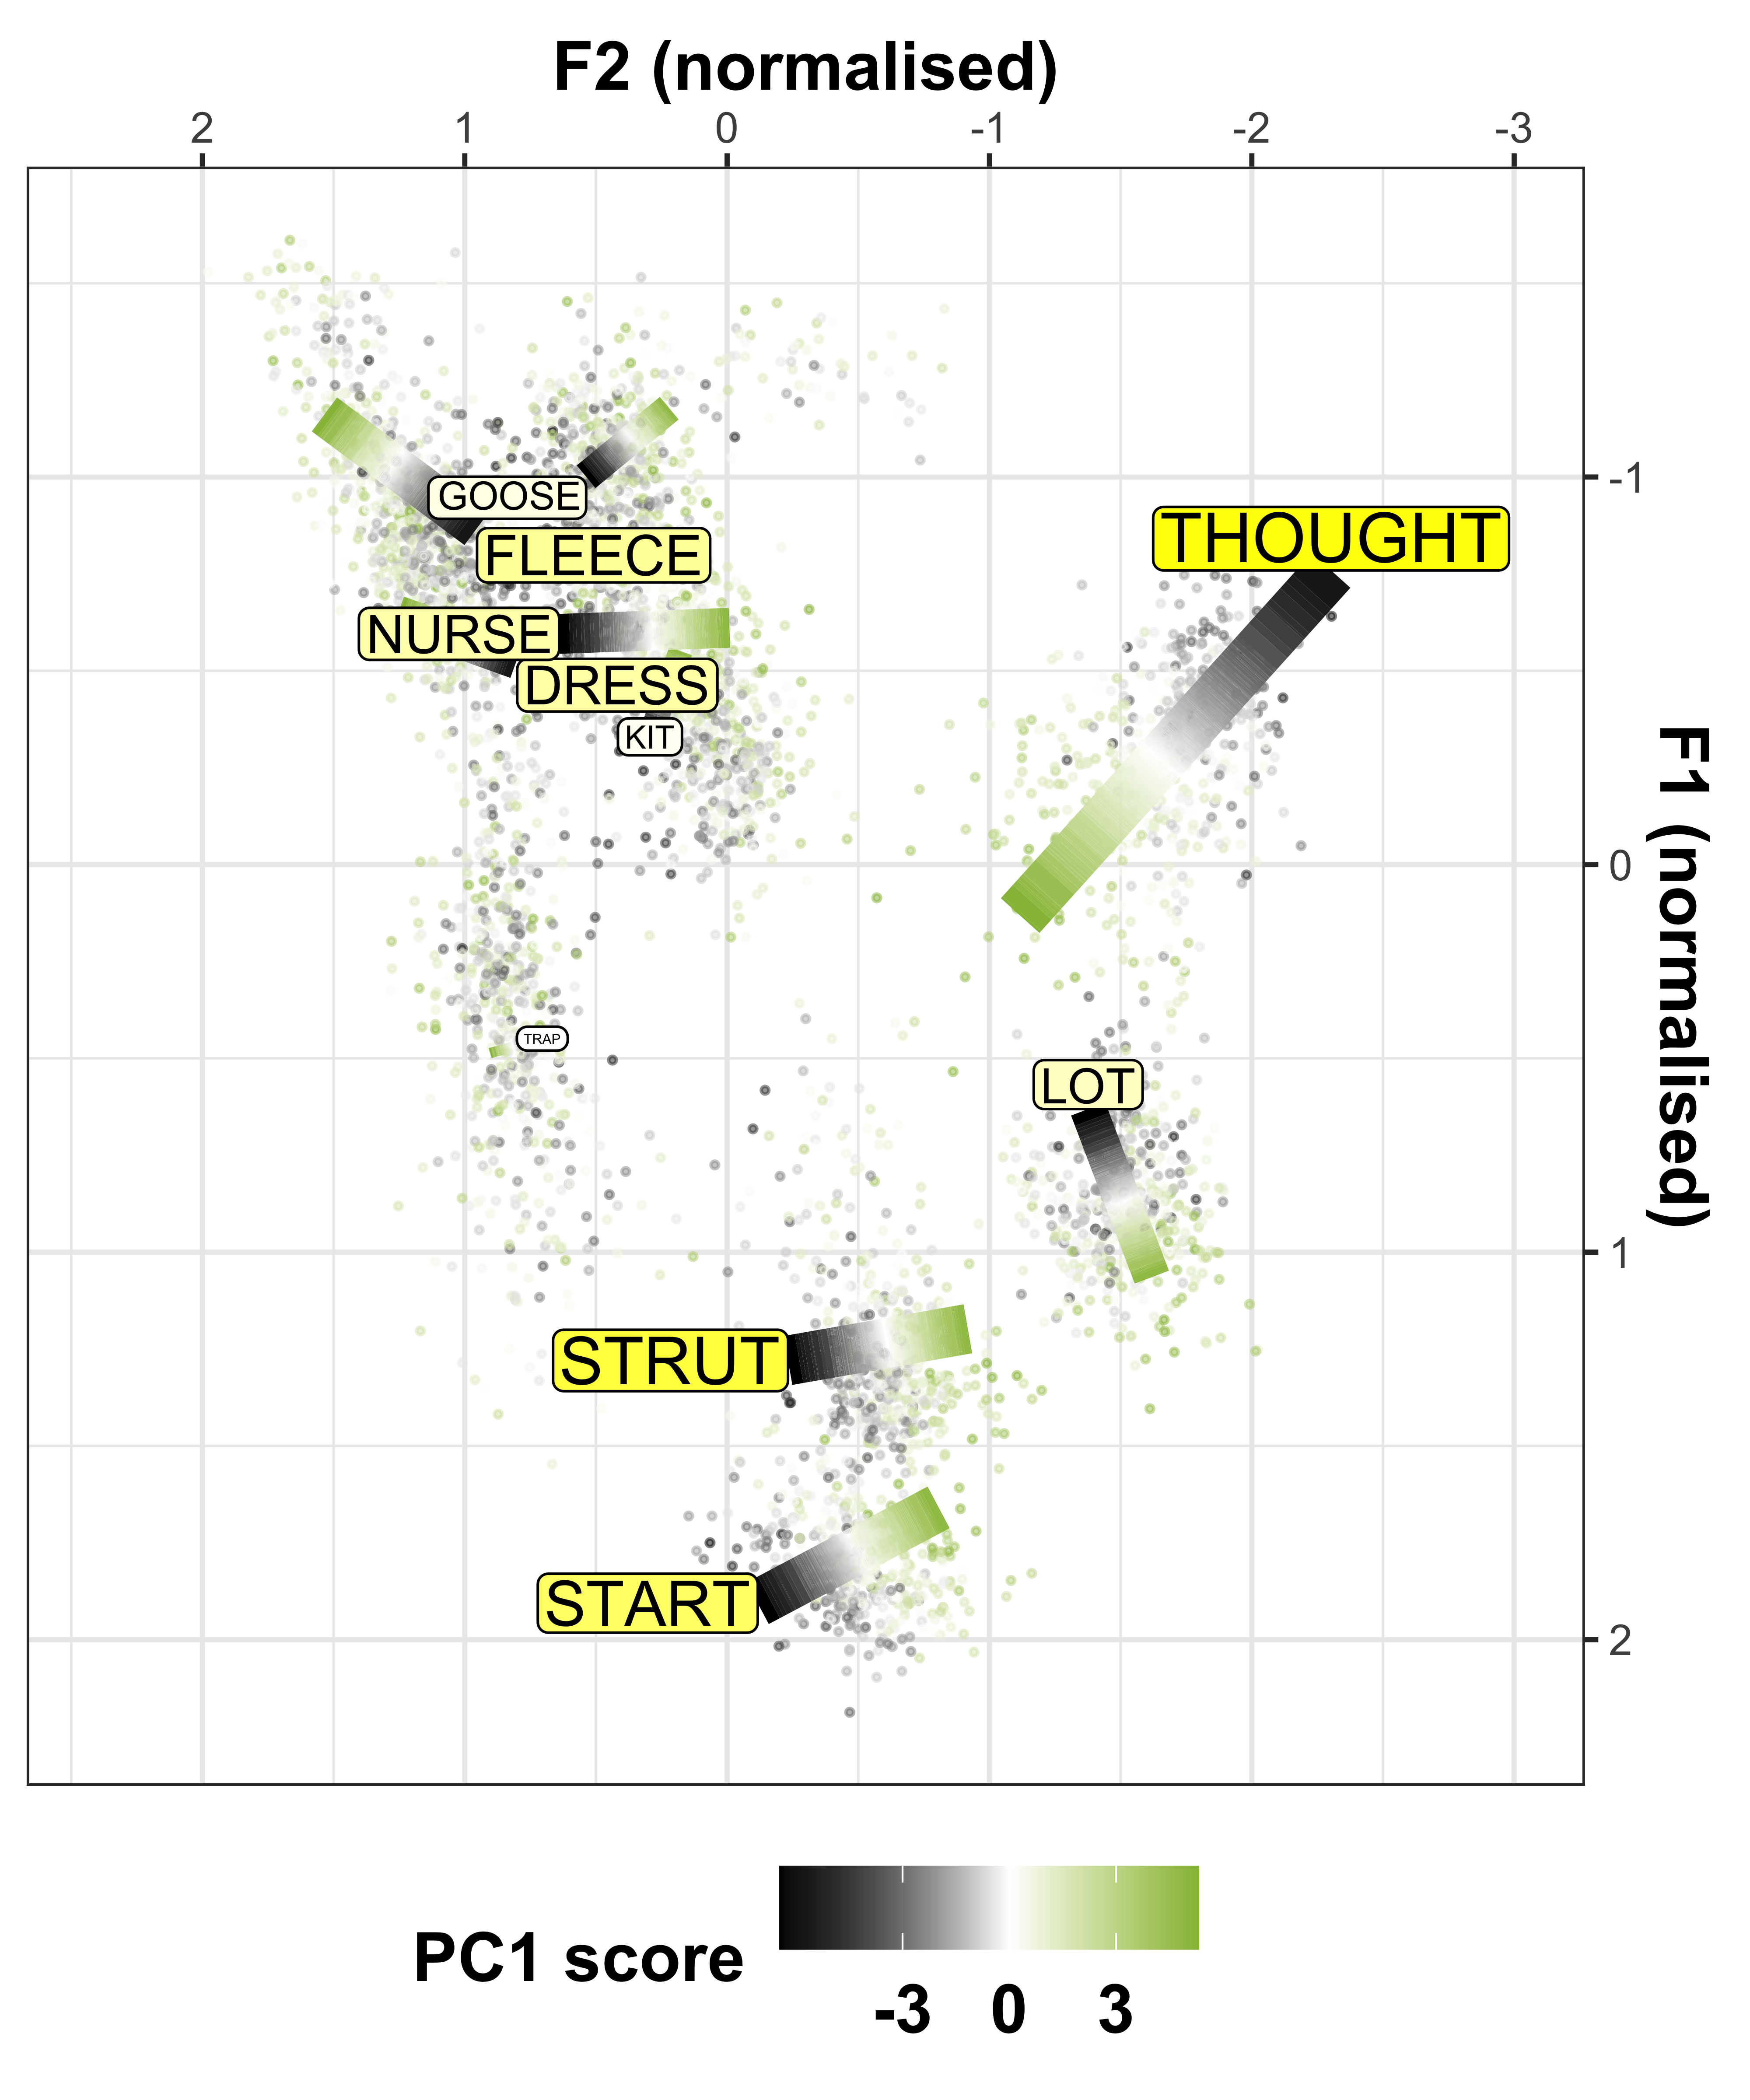 F2 (normalised)
2 1 0 -1 -2 -3
-1
GOOSE
THOUGHT
FLEECE
NURSE
DRESS
KIT
F1 (normalised)
0
TRAP
LOT
1
STRUT
START
2
PC1 score
-3 0 3